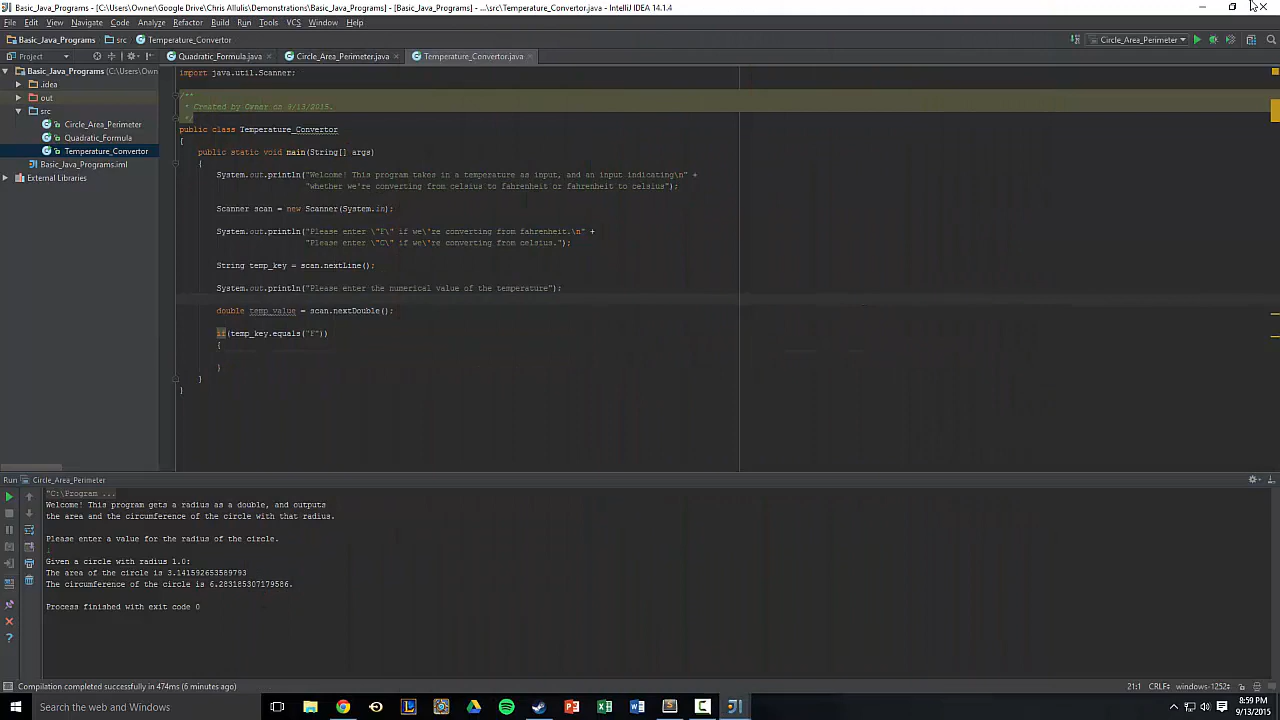 Basic_Java_Programs - [C:\Users\Owner\Google Drive\Chris Allulis\Demonstrations\Basic_Java_Programs] - [Basic_Java_Programs] - ...\src\Temperature_Convertor.java - IntelliJ IDEA 14.1.4
File Edit View Navigate Code Analyze Refactor Build Run Tools VCS Window Help
Basic_Java_Programs src Temperature_Convertor
Circle_Area_Perimeter
Project
Quadratic_Formula.java
Circle_Area_Perimeter.java
Temperature_Convertor.java
Basic_Java_Programs (C:\Users\Own
.idea
out
src
Circle_Area_Perimeter
Quadratic_Formula
Temperature_Convertor
Basic_Java_Programs.iml
External Libraries
import java.util.Scanner;
/**
* Created by Owner on 9/13/2015.
*/
public class Temperature_Convertor
{
public static void main(String[] args)
{
System.out.println("Welcome! This program takes in a temperature as input, and an input indicating\n" +
"whether we're converting from celsius to fahrenheit or fahrenheit to celsius");
Scanner scan = new Scanner(System.in);
System.out.println("Please enter \"F\" if we\'re converting from fahrenheit.\n" +
"Please enter \"C\" if we\'re converting from celsius.");
String temp_key = scan.nextLine();
System.out.println("Please enter the numerical value of the temperature");
double temp_value = scan.nextDouble();
if(temp_key.equals("F"))
{
}
}
}
Run Circle_Area_Perimeter
"C:\Program ...
Welcome! This program gets a radius as a double, and outputs
the area and the circumference of the circle with that radius.
Please enter a value for the radius of the circle.
Given a circle with radius 1.0:
The area of the circle is 3.141592653589793
The circumference of the circle is 6.283185307179586.
Process finished with exit code 0
Compilation completed successfully in 474ms (6 minutes ago)
21:1 CRLF÷ windows-1252÷
Search the web and Windows
8:59 PM
9/13/2015